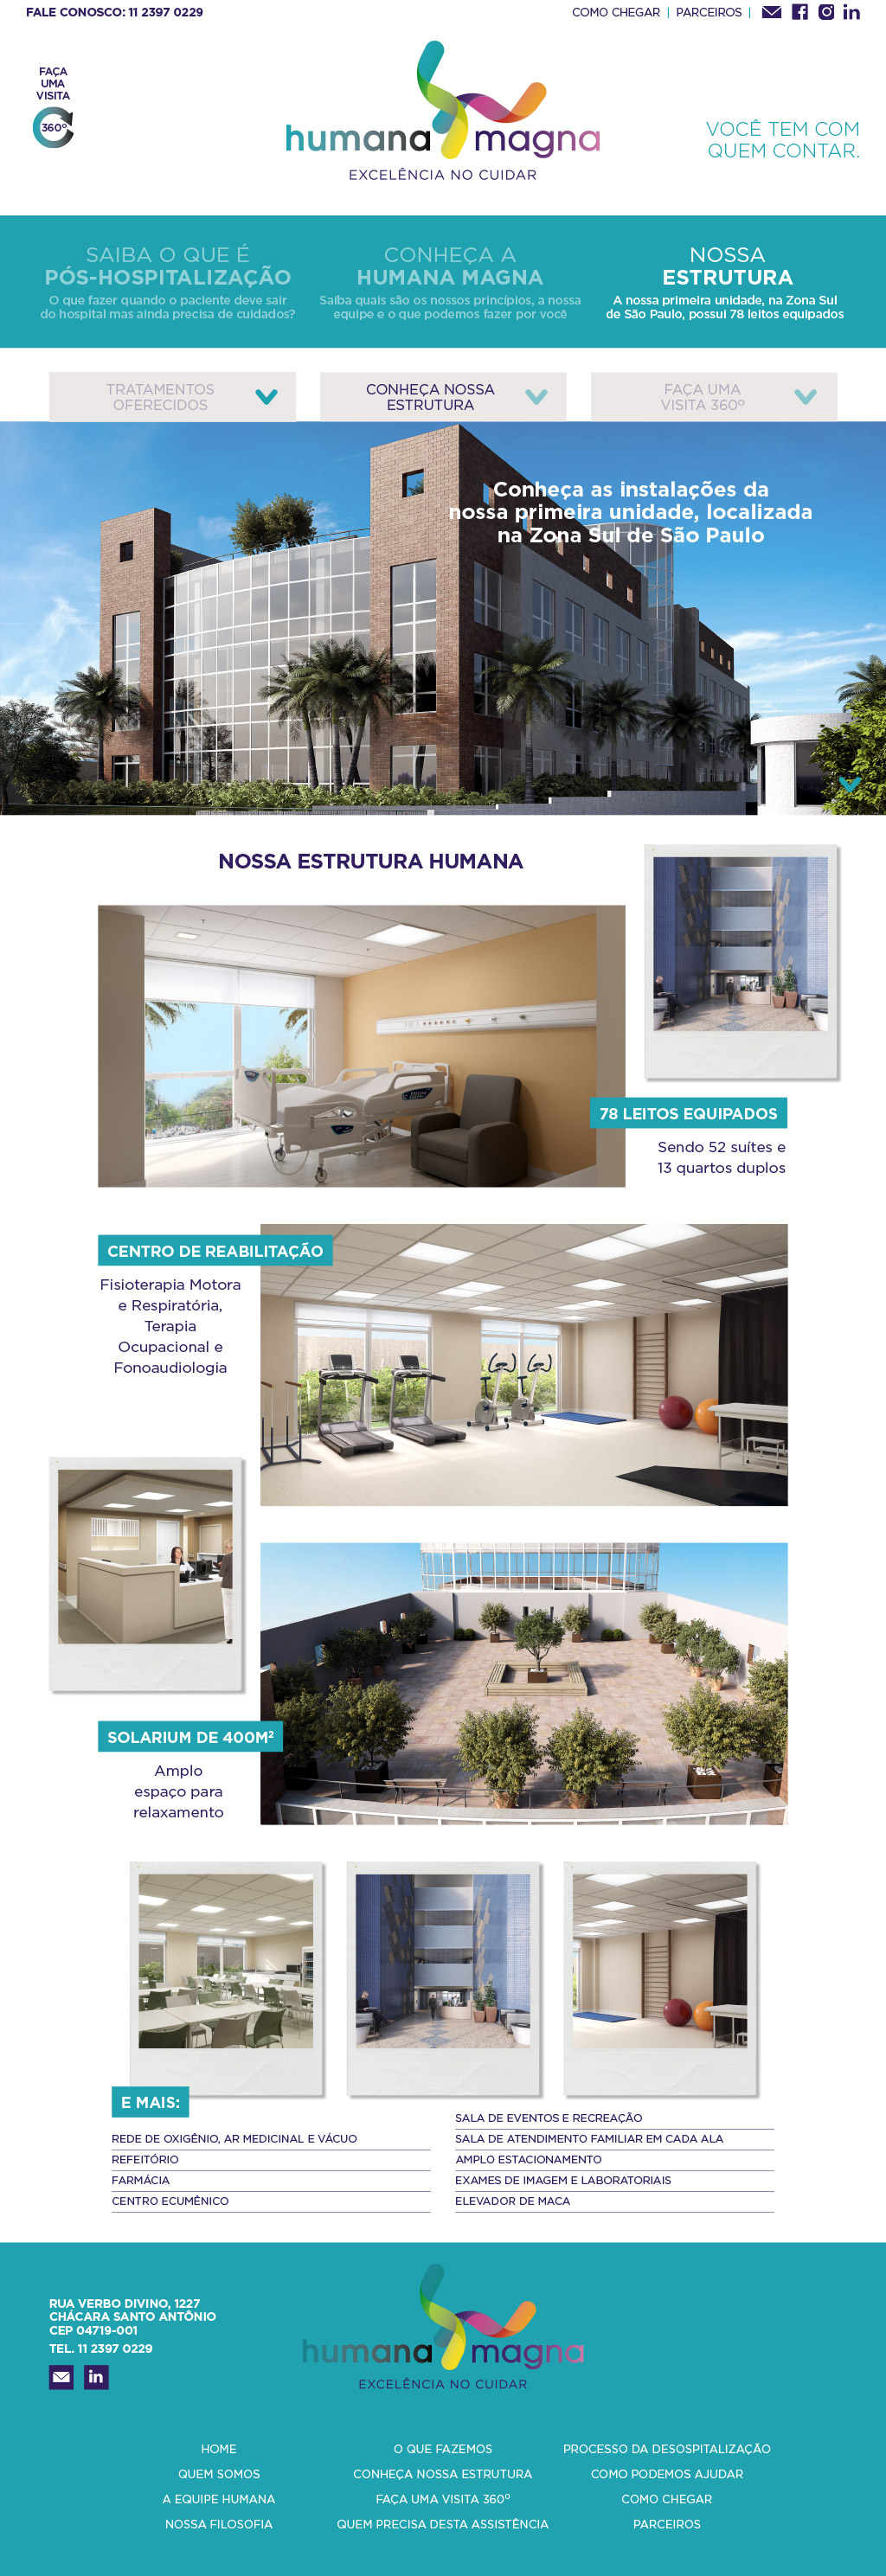 FALE CONOSCO: 11 2397 0229
COMO CHEGAR | PARCEIROS |
FAÇA
UMA
VISITA
360º
humana magna
EXCELÊNCIA NO CUIDAR
VOCÊ TEM COM
QUEM CONTAR.
SAIBA O QUE É
PÓS-HOSPITALIZAÇÃO
O que fazer quando o paciente deve sair
do hospital mas ainda precisa de cuidados?
CONHEÇA A
HUMANA MAGNA
Saiba quais são os nossos princípios, a nossa
equipe e o que podemos fazer por você
NOSSA
ESTRUTURA
A nossa primeira unidade, na Zona Sul
de São Paulo, possui 78 leitos equipados
TRATAMENTOS
OFERECIDOS
CONHEÇA NOSSA
ESTRUTURA
FAÇA UMA
VISITA 360º
Conheça as instalações da
nossa primeira unidade, localizada
na Zona Sul de São Paulo
NOSSA ESTRUTURA HUMANA
78 LEITOS EQUIPADOS
Sendo 52 suítes e
13 quartos duplos
CENTRO DE REABILITAÇÃO
Fisioterapia Motora
e Respiratória,
Terapia
Ocupacional e
Fonoaudiologia
SOLARIUM DE 400M²
Amplo
espaço para
relaxamento
E MAIS:
REDE DE OXIGÊNIO, AR MEDICINAL E VÁCUO
REFEITÓRIO
FARMÁCIA
CENTRO ECUMÊNICO
SALA DE EVENTOS E RECREAÇÃO
SALA DE ATENDIMENTO FAMILIAR EM CADA ALA
AMPLO ESTACIONAMENTO
EXAMES DE IMAGEM E LABORATORIAIS
ELEVADOR DE MACA
RUA VERBO DIVINO, 1227
CHÁCARA SANTO ANTÔNIO
CEP 04719-001
TEL. 11 2397 0229
in
humana magna
EXCELÊNCIA NO CUIDAR
HOME
QUEM SOMOS
A EQUIPE HUMANA
NOSSA FILOSOFIA
O QUE FAZEMOS
CONHEÇA NOSSA ESTRUTURA
FAÇA UMA VISITA 360º
QUEM PRECISA DESTA ASSISTÊNCIA
PROCESSO DA DESOSPITALIZAÇÃO
COMO PODEMOS AJUDAR
COMO CHEGAR
PARCEIROS